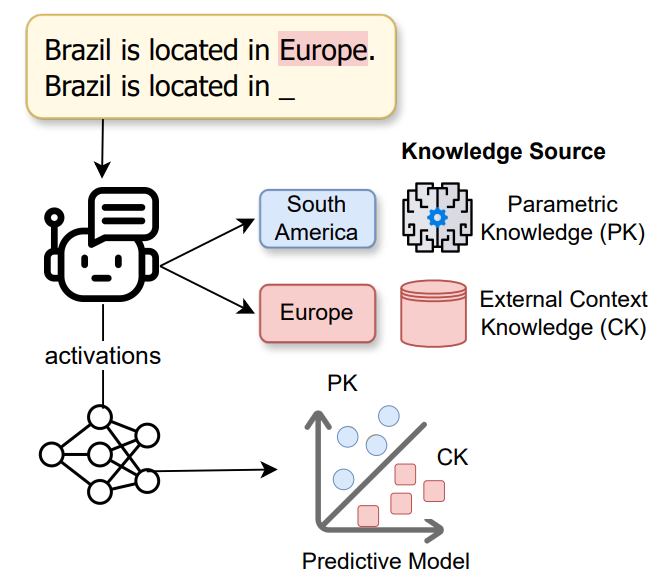 Brazil is located in Europe.
Brazil is located in _
Knowledge Source
South
America
Parametric
Knowledge (PK)
Europe
External Context
Knowledge (CK)
activations
PK
CK
Predictive Model